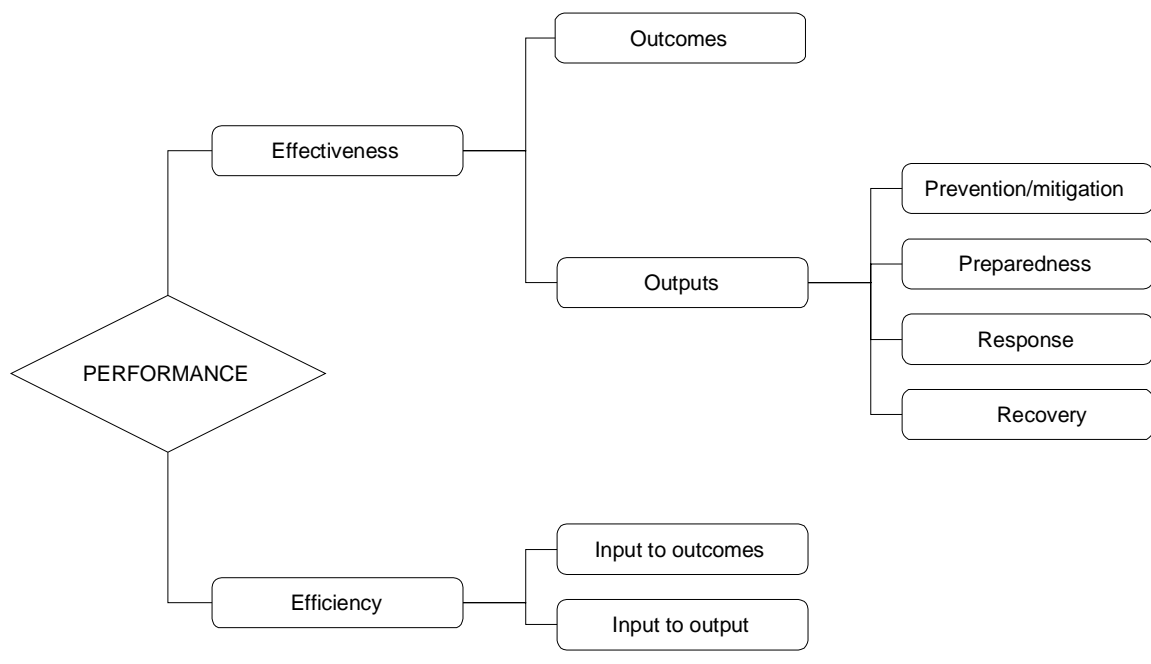 Outcomes
Effectiveness
Prevention/mitigation
Preparedness
Outputs
Response
PERFORMANCE
Recovery
Input to outcomes
Efficiency
Input to output